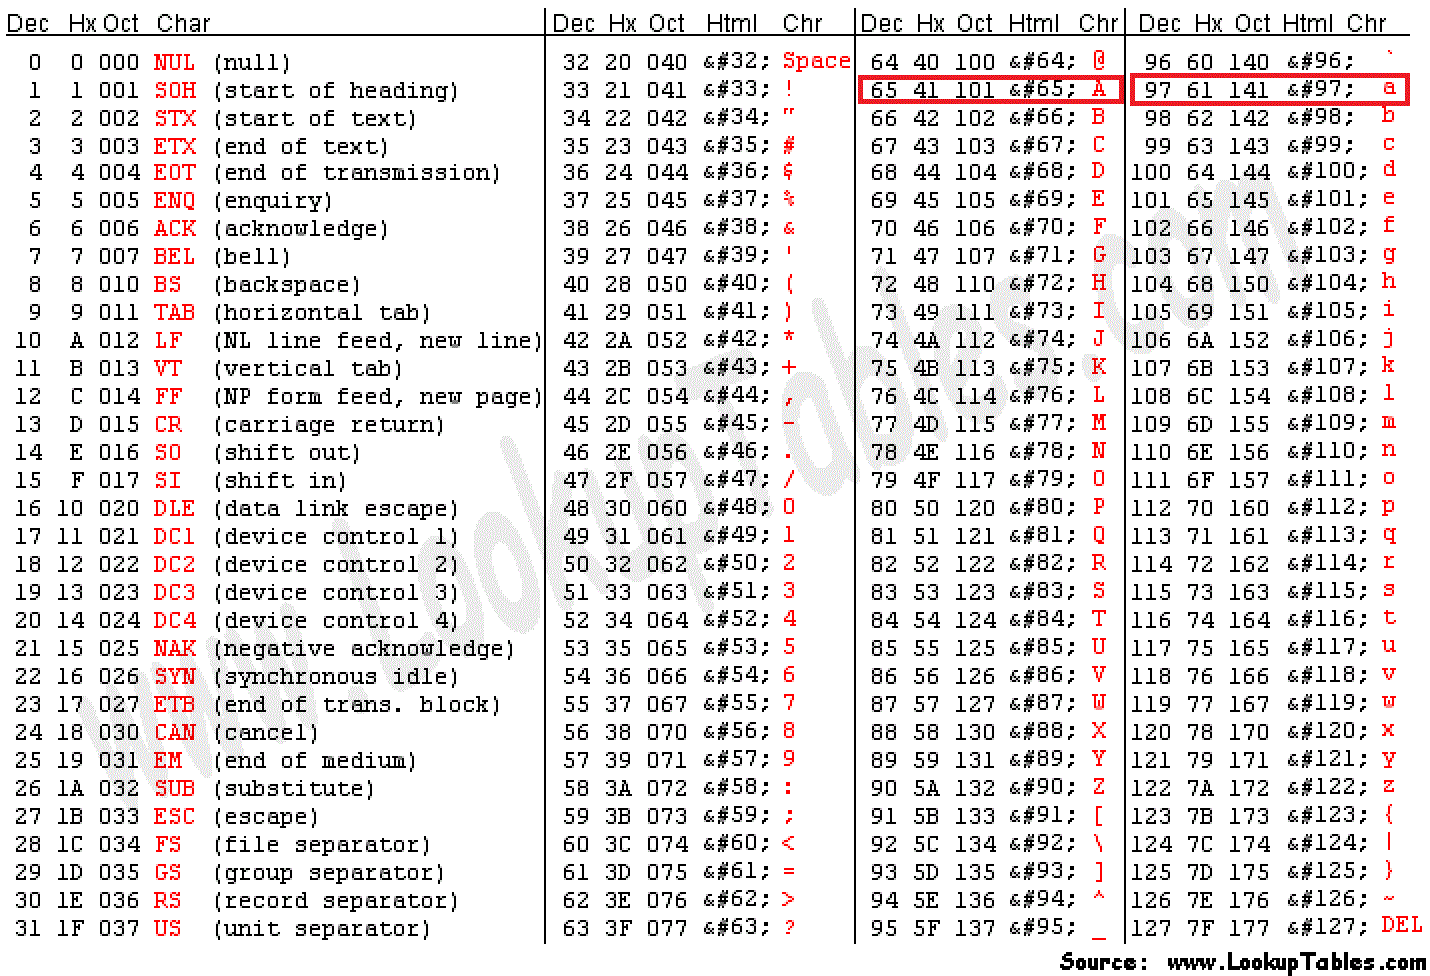 Dec Hx Oct Char Dec Hx Oct Html Chr Dec Hx Oct Html Chr Dec Hx Oct Html Chr
0 0 000 NUL (null) 32 20 040 &#32; Space 64 40 100 &#64; @ 96 60 140 &#96; `
1 1 001 SOH (start of heading) 33 21 041 &#33; ! 65 41 101 &#65; A 97 61 141 &#97; a
2 2 002 STX (start of text) 34 22 042 &#34; " 66 42 102 &#66; B 98 62 142 &#98; b
3 3 003 ETX (end of text) 35 23 043 &#35; # 67 43 103 &#67; C 99 63 143 &#99; c
4 4 004 EOT (end of transmission) 36 24 044 &#36; $ 68 44 104 &#68; D 100 64 144 &#100; d
5 5 005 ENQ (enquiry) 37 25 045 &#37; % 69 45 105 &#69; E 101 65 145 &#101; e
6 6 006 ACK (acknowledge) 38 26 046 &#38; & 70 46 106 &#70; F 102 66 146 &#102; f
7 7 007 BEL (bell) 39 27 047 &#39; ' 71 47 107 &#71; G 103 67 147 &#103; g
8 8 010 BS (backspace) 40 28 050 &#40; ( 72 48 110 &#72; H 104 68 150 &#104; h
9 9 011 TAB (horizontal tab) 41 29 051 &#41; ) 73 49 111 &#73; I 105 69 151 &#105; i
10 A 012 LF (NL line feed, new line) 42 2A 052 &#42; * 74 4A 112 &#74; J 106 6A 152 &#106; j
11 B 013 VT (vertical tab) 43 2B 053 &#43; + 75 4B 113 &#75; K 107 6B 153 &#107; k
12 C 014 FF (NP form feed, new page) 44 2C 054 &#44; , 76 4C 114 &#76; L 108 6C 154 &#108; l
13 D 015 CR (carriage return) 45 2D 055 &#45; - 77 4D 115 &#77; M 109 6D 155 &#109; m
14 E 016 SO (shift out) 46 2E 056 &#46; . 78 4E 116 &#78; N 110 6E 156 &#110; n
15 F 017 SI (shift in) 47 2F 057 &#47; / 79 4F 117 &#79; O 111 6F 157 &#111; o
16 10 020 DLE (data link escape) 48 30 060 &#48; 0 80 50 120 &#80; P 112 70 160 &#112; p
17 11 021 DC1 (device control 1) 49 31 061 &#49; 1 81 51 121 &#81; Q 113 71 161 &#113; q
18 12 022 DC2 (device control 2) 50 32 062 &#50; 2 82 52 122 &#82; R 114 72 162 &#114; r
19 13 023 DC3 (device control 3) 51 33 063 &#51; 3 83 53 123 &#83; S 115 73 163 &#115; s
20 14 024 DC4 (device control 4) 52 34 064 &#52; 4 84 54 124 &#84; T 116 74 164 &#116; t
21 15 025 NAK (negative acknowledge) 53 35 065 &#53; 5 85 55 125 &#85; U 117 75 165 &#117; u
22 16 026 SYN (synchronous idle) 54 36 066 &#54; 6 86 56 126 &#86; V 118 76 166 &#118; v
23 17 027 ETB (end of trans. block) 55 37 067 &#55; 7 87 57 127 &#87; W 119 77 167 &#119; w
24 18 030 CAN (cancel) 56 38 070 &#56; 8 88 58 130 &#88; X 120 78 170 &#120; x
25 19 031 EM (end of medium) 57 39 071 &#57; 9 89 59 131 &#89; Y 121 79 171 &#121; y
26 1A 032 SUB (substitute) 58 3A 072 &#58; : 90 5A 132 &#90; Z 122 7A 172 &#122; z
27 1B 033 ESC (escape) 59 3B 073 &#59; ; 91 5B 133 &#91; [ 123 7B 173 &#123; {
28 1C 034 FS (file separator) 60 3C 074 &#60; < 92 5C 134 &#92; \ 124 7C 174 &#124; |
29 1D 035 GS (group separator) 61 3D 075 &#61; = 93 5D 135 &#93; ] 125 7D 175 &#125; }
30 1E 036 RS (record separator) 62 3E 076 &#62; > 94 5E 136 &#94; ^ 126 7E 176 &#126; ~
31 1F 037 US (unit separator) 63 3F 077 &#63; ? 95 5F 137 &#95; _ 127 7F 177 &#127; DEL
www.LookupTables.com
Source: www.LookupTables.com